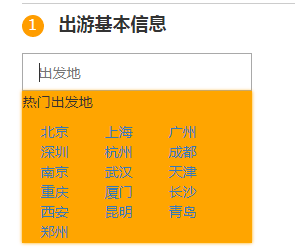 1 出游基本信息
出发地
热门出发地
北京 上海 广州
深圳 杭州 成都
南京 武汉 天津
重庆 厦门 长沙
西安 昆明 青岛
郑州